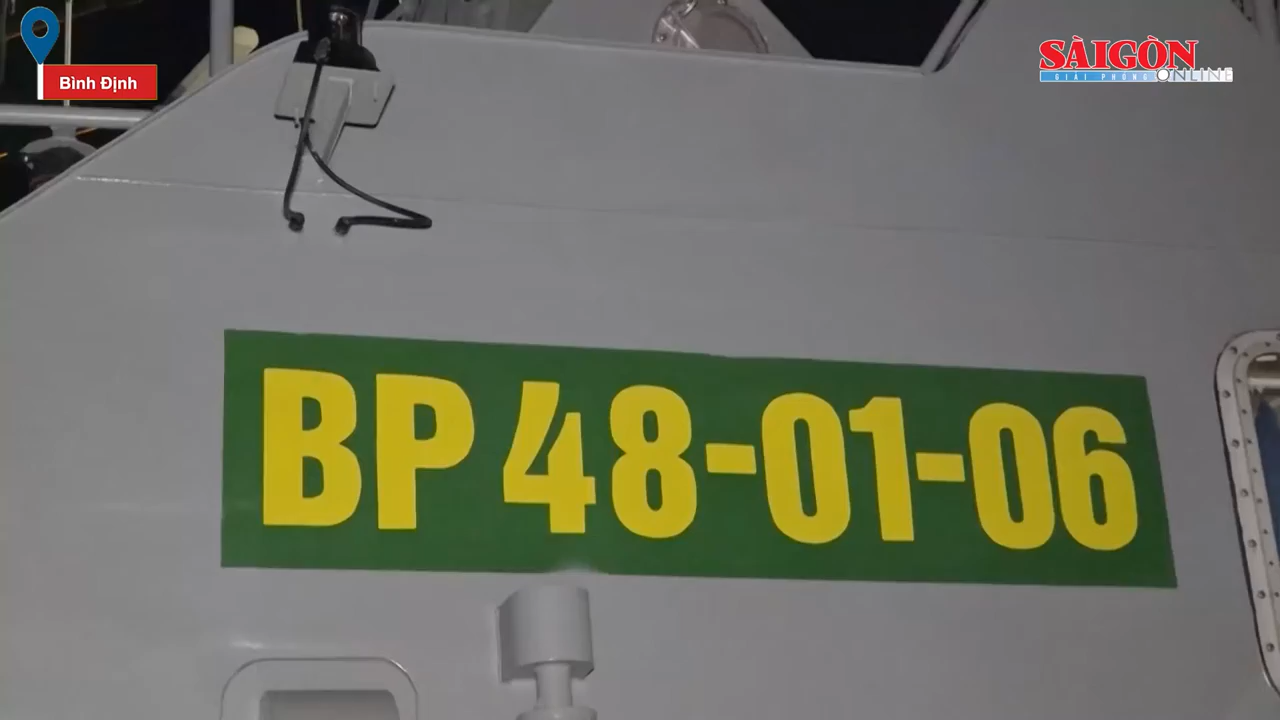 Bình Định
SÀIGÒN
GIẢI PHÓNG ONLINE
BP 48-01-06